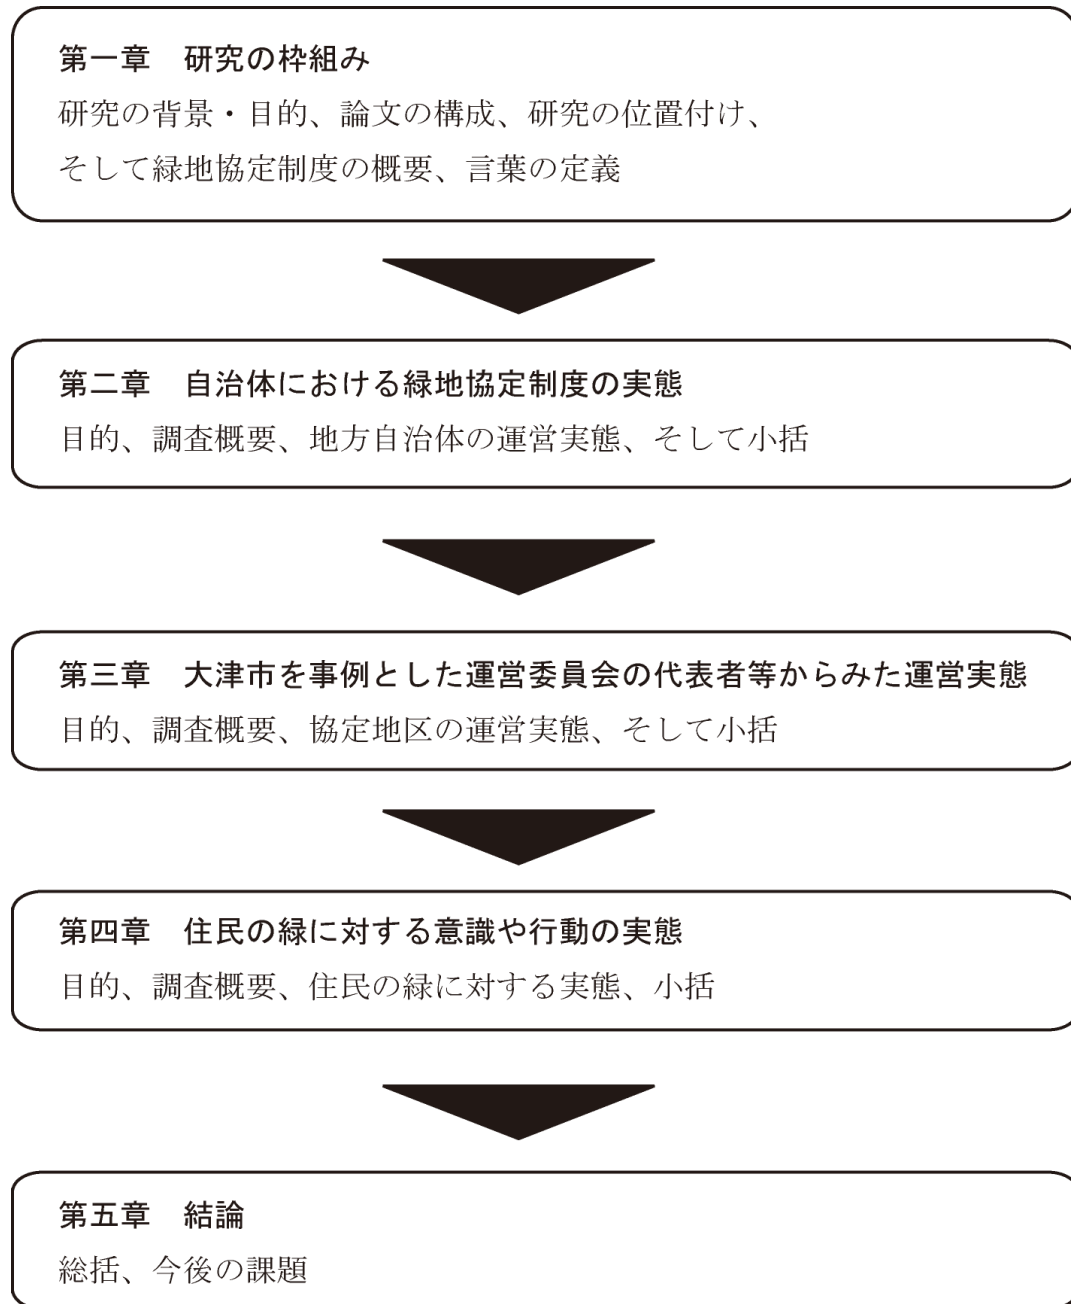 第一章　研究の枠組み
研究の背景・目的、論文の構成、研究の位置付け、
そして緑地協定制度の概要、言葉の定義
第二章　自治体における緑地協定制度の実態
目的、調査概要、地方自治体の運営実態、そして小括
第三章　大津市を事例とした運営委員会の代表者等からみた運営実態
目的、調査概要、協定地区の運営実態、そして小括
第四章　住民の緑に対する意識や行動の実態
目的、調査概要、住民の緑に対する実態、小括
第五章　結論
総括、今後の課題